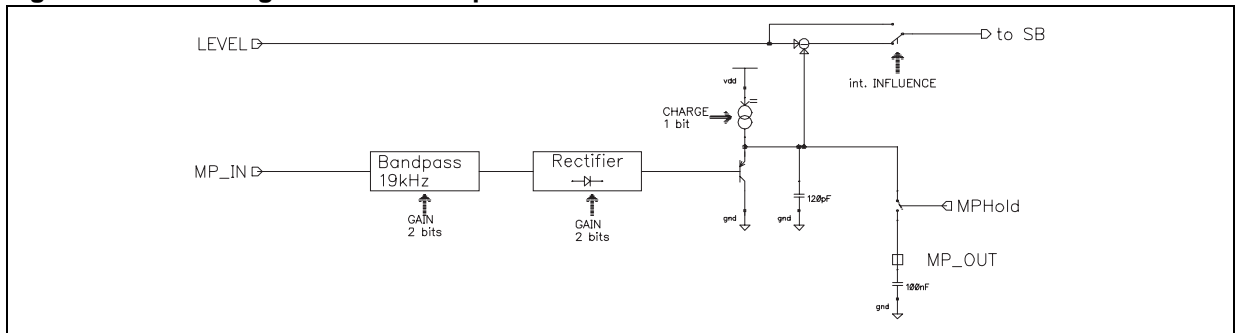 LEVEL
to SB
int. INFLUENCE
vdd
CHARGE
1 bit
MP_IN
Bandpass
19kHz
Rectifier
GAIN
2 bits
GAIN
2 bits
gnd
gnd
120pF
MPHold
MP_OUT
100nF
gnd